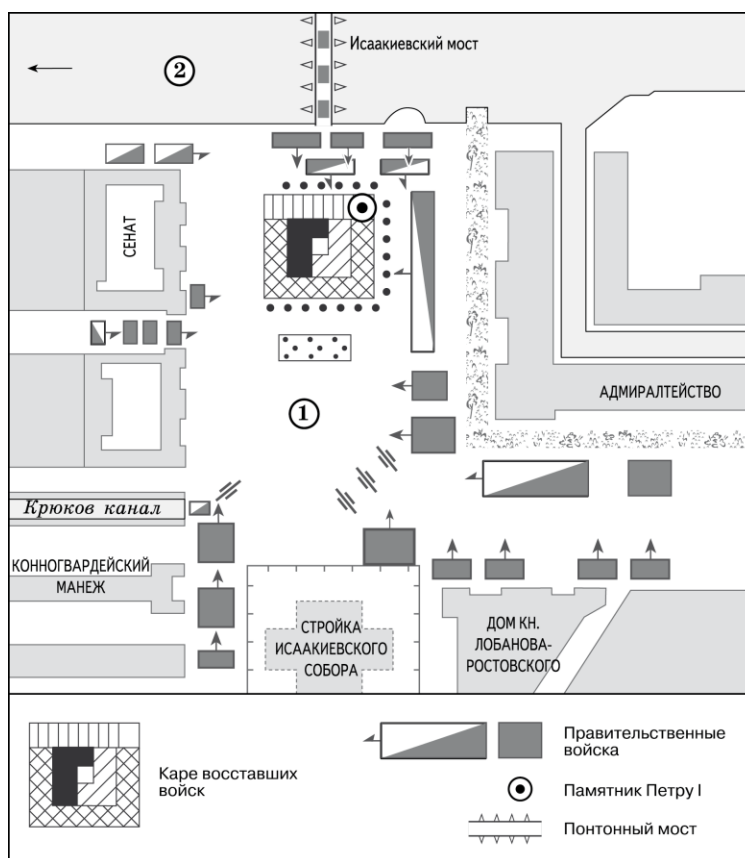 Исаакиевский мост
2
СЕНАТ
1
АДМИРАЛТЕЙСТВО
Крюков канал
КОННОГВАРДЕЙСКИЙ
МАНЕЖ
СТРОЙКА
ИСААКИЕВСКОГО
СОБОРА
ДОМ КН.
ЛОБАНОВА-
РОСТОВСКОГО
Каре восставших
войск
Правительственные
войска
Памятник Петру I
Понтонный мост